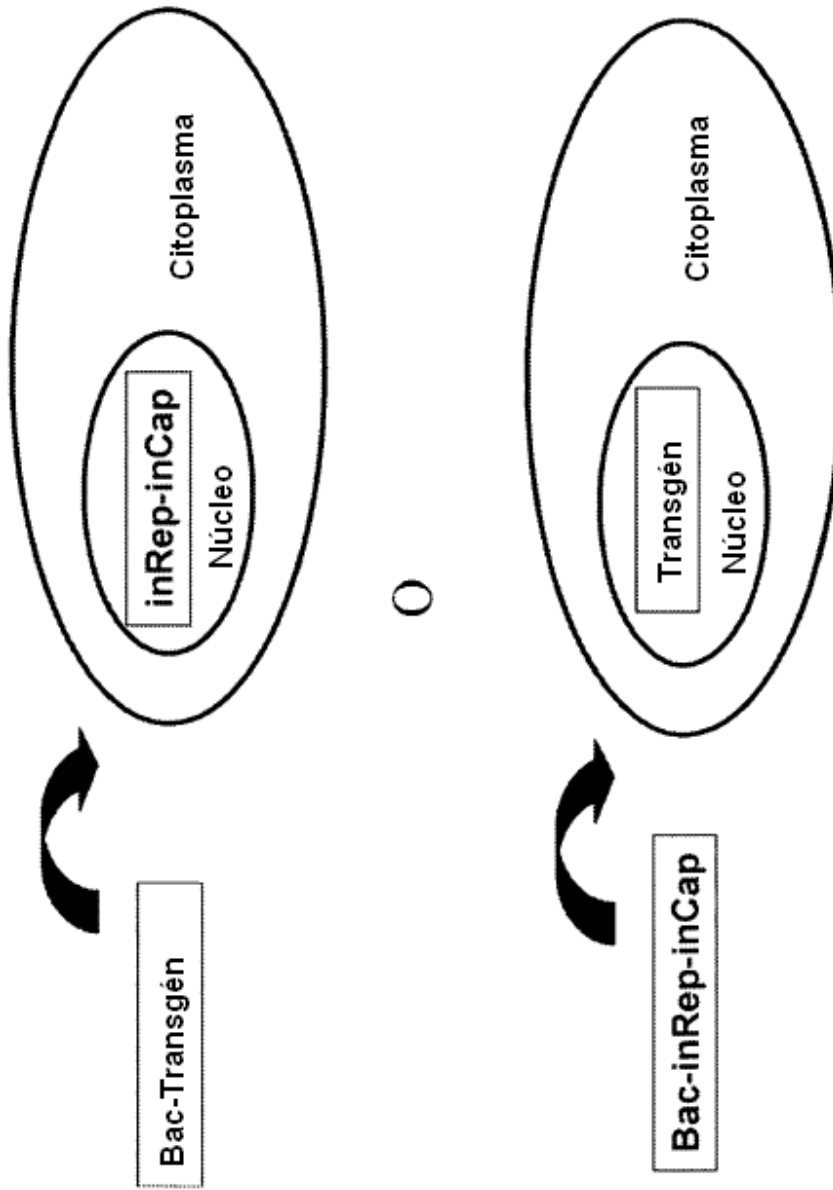 Bac-Transgén
inRep-inCap
Núcleo
Citoplasma
O
Bac-inRep-inCap
Transgén
Núcleo
Citoplasma